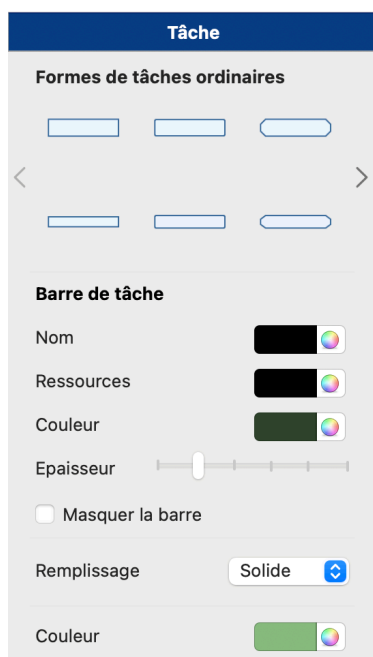 Tâche
Formes de tâches ordinaires
Barre de tâche
Nom
Ressources
Couleur
Epaisseur
Masquer la barre
Remplissage Solide
Couleur